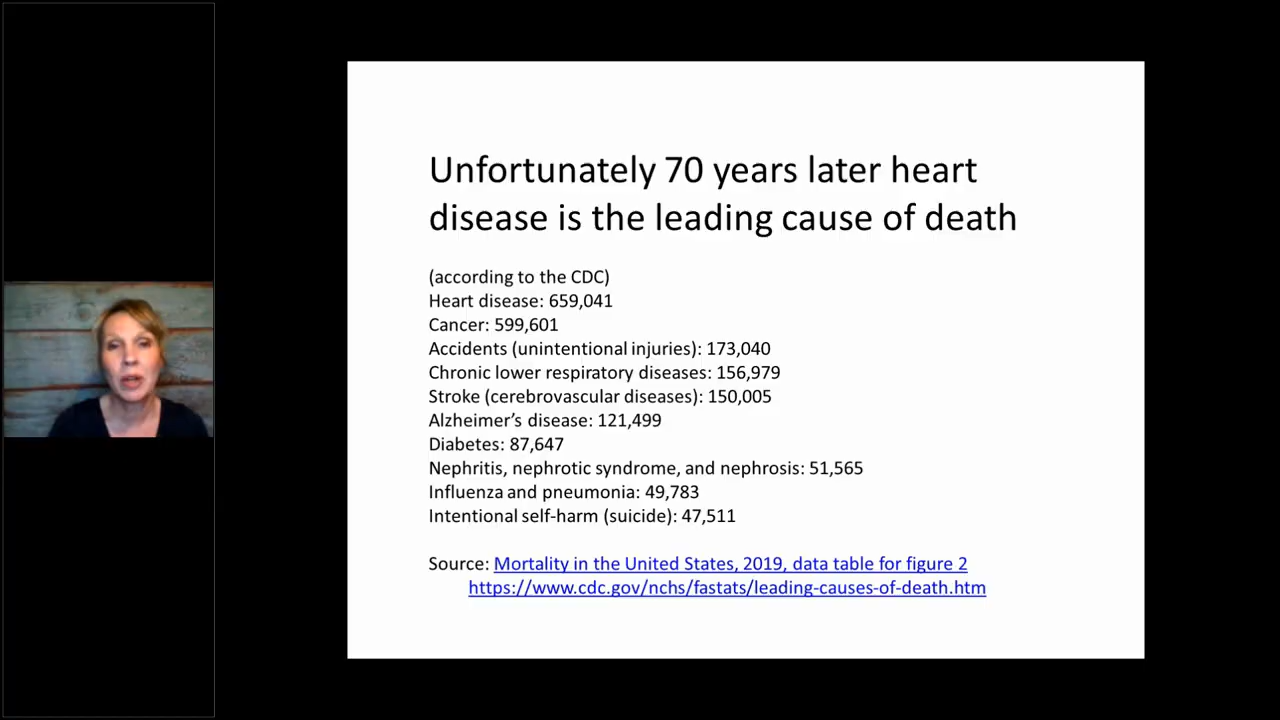 Unfortunately 70 years later heart
disease is the leading cause of death
(according to the CDC)
Heart disease: 659,041
Cancer: 599,601
Accidents (unintentional injuries): 173,040
Chronic lower respiratory diseases: 156,979
Stroke (cerebrovascular diseases): 150,005
Alzheimer’s disease: 121,499
Diabetes: 87,647
Nephritis, nephrotic syndrome, and nephrosis: 51,565
Influenza and pneumonia: 49,783
Intentional self-harm (suicide): 47,511
Source: Mortality in the United States, 2019, data table for figure 2
https://www.cdc.gov/nchs/fastats/leading-causes-of-death.htm